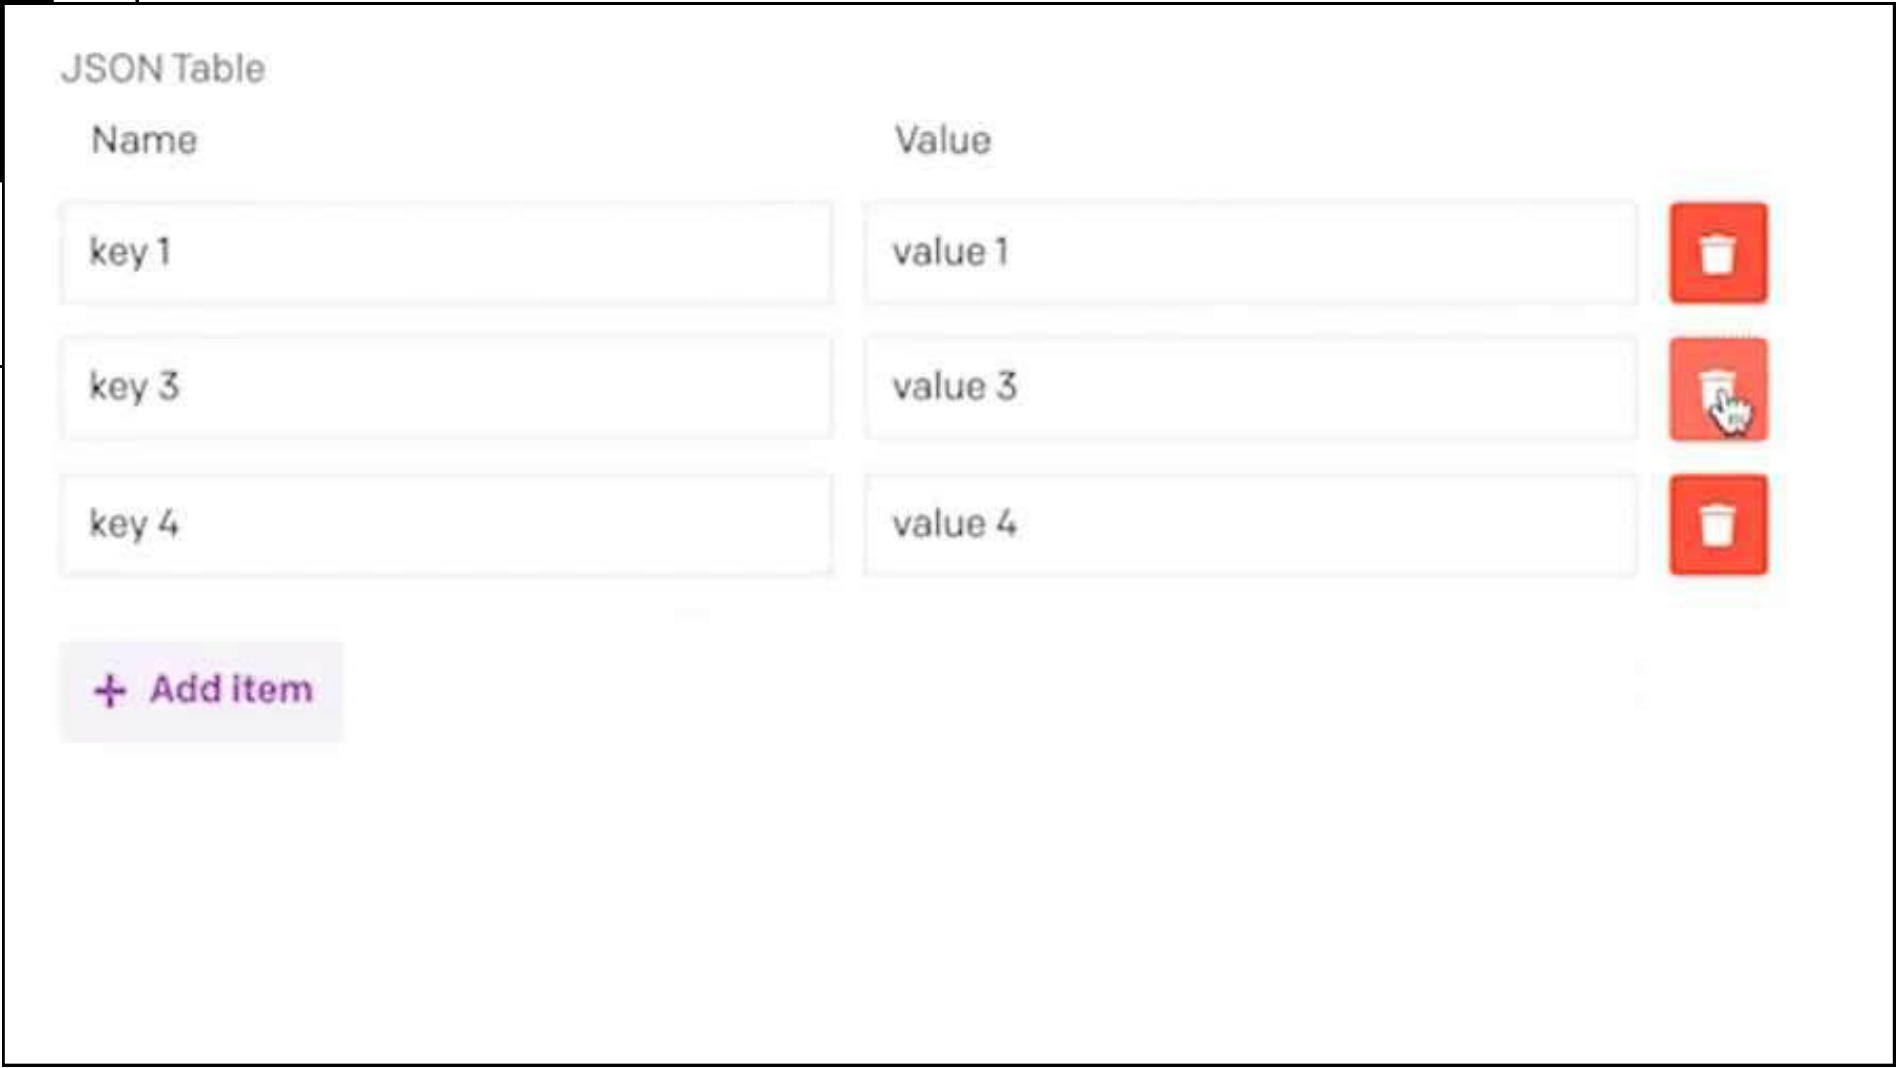 JSON Table
Name Value
key 1 value 1
key 3 value 3
key 4 value 4
+ Add item